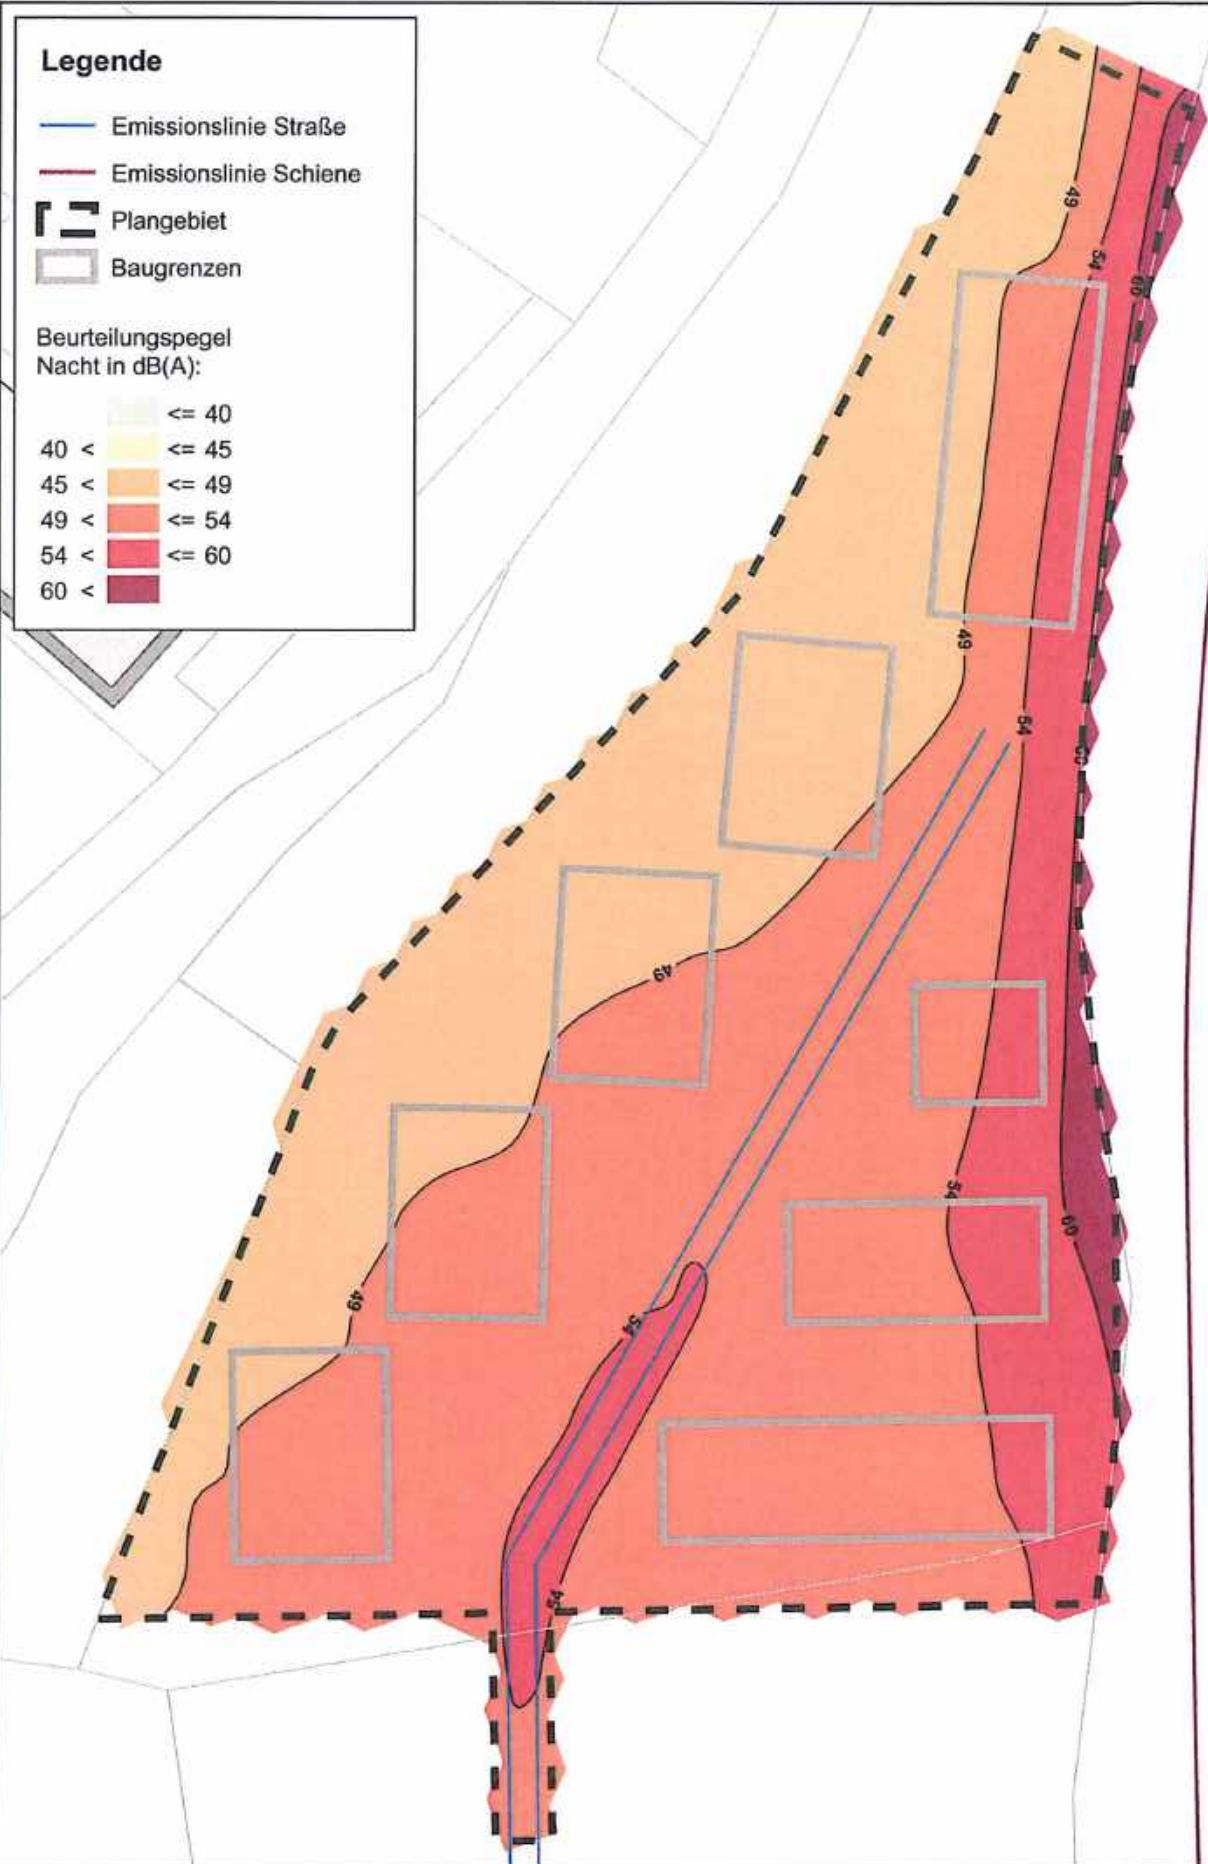 Legende
Emissionslinie Straße
Emissionslinie Schiene
Plangebiet
Baugrenzen
Beurteilungspegel
Nacht in dB(A):
<= 40
40 < <= 45
45 < <= 49
49 < <= 54
54 < <= 60
60 <
49
54
60
49
54
60
49
54
60
49
54
54